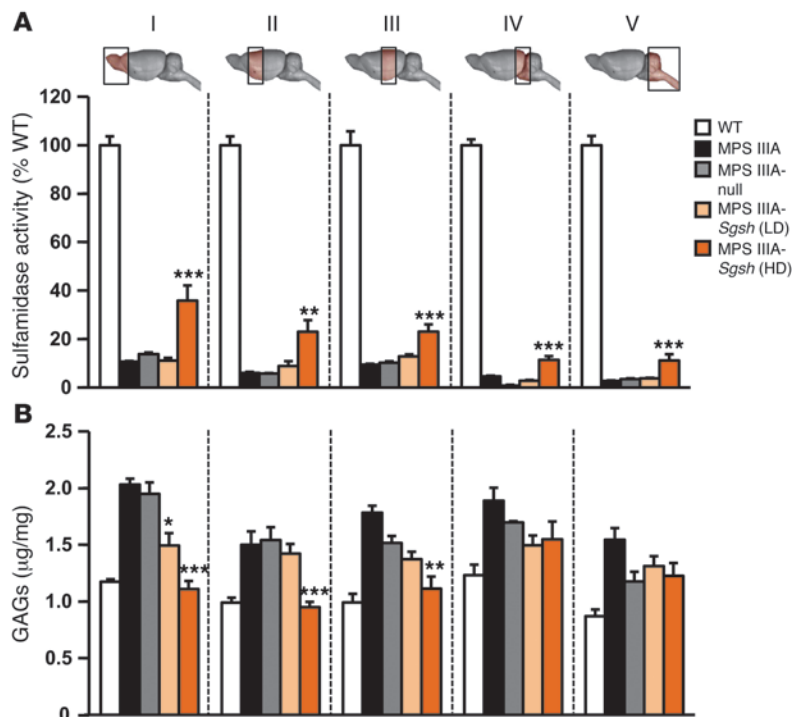 A
I II III IV V
Sulfamidase activity (% WT)
120
100
80
60
40
20
0
*** ** *** *** ***
WT
MPS IIIA
MPS IIIA-
null
MPS IIIA-
Sgsh (LD)
MPS IIIA-
Sgsh (HD)
B
GAGs (μg/mg)
2.5
2.0
1.5
1.0
0.5
0
* *** *** **